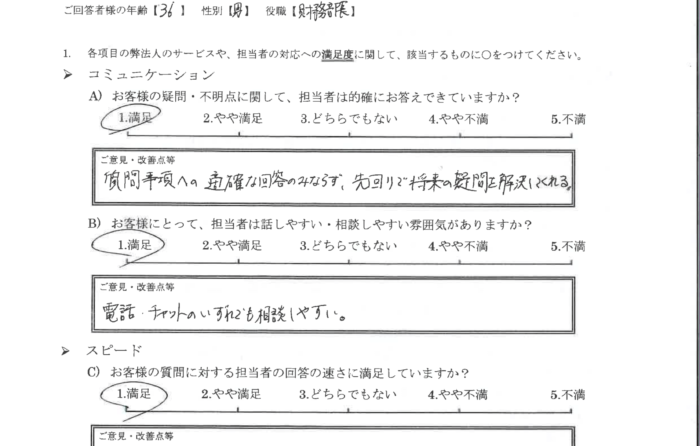 ご回答者様の年齢【36】 性別【男】 役職【財務部長】
1. 各項目の弊法人のサービスや、担当者の対応への満足度に関して、該当するものに○をつけてください。
➤ コミュニケーション
A) お客様の疑問・不明点に関して、担当者は的確にお答えできていますか？
1.満足 2.やや満足 3.どちらでもない 4.やや不満 5.不満
ご意見・改善点等
質問事項への適確な回答のみならず、先回りで将来の疑問を解決してくれる。
B) お客様にとって、担当者は話しやすい・相談しやすい雰囲気がありますか？
1.満足 2.やや満足 3.どちらでもない 4.やや不満 5.不満
ご意見・改善点等
電話・チャットのいずれでも相談しやすい。
➤ スピード
C) お客様の質問に対する担当者の回答の速さに満足していますか？
1.満足 2.やや満足 3.どちらでもない 4.やや不満 5.不満
ご意見・改善点等